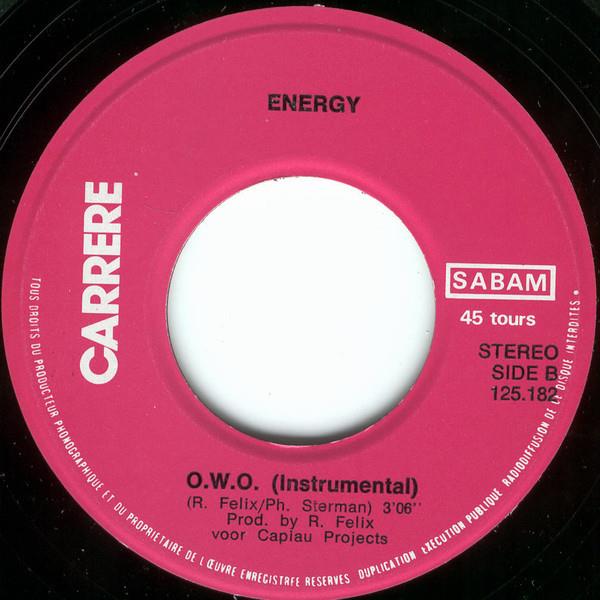 ENERGY
CARRERE
SABAM
45 tours
STEREO
SIDE B
125.182
O.W.O. (Instrumental)
(R. Felix/Ph. Sterman) 3'06''
Prod. by R. Felix
voor Capiau Projects
TOUS DROITS DU PRODUCTEUR PHONOGRAPHIQUE ET DU PROPRIETAIRE DE L'ŒUVRE ENREGISTREE RESERVES DUPLICATION EXECUTION PUBLIQUE RADIODIFFUSION DE CE DISQUE INTERDITES.